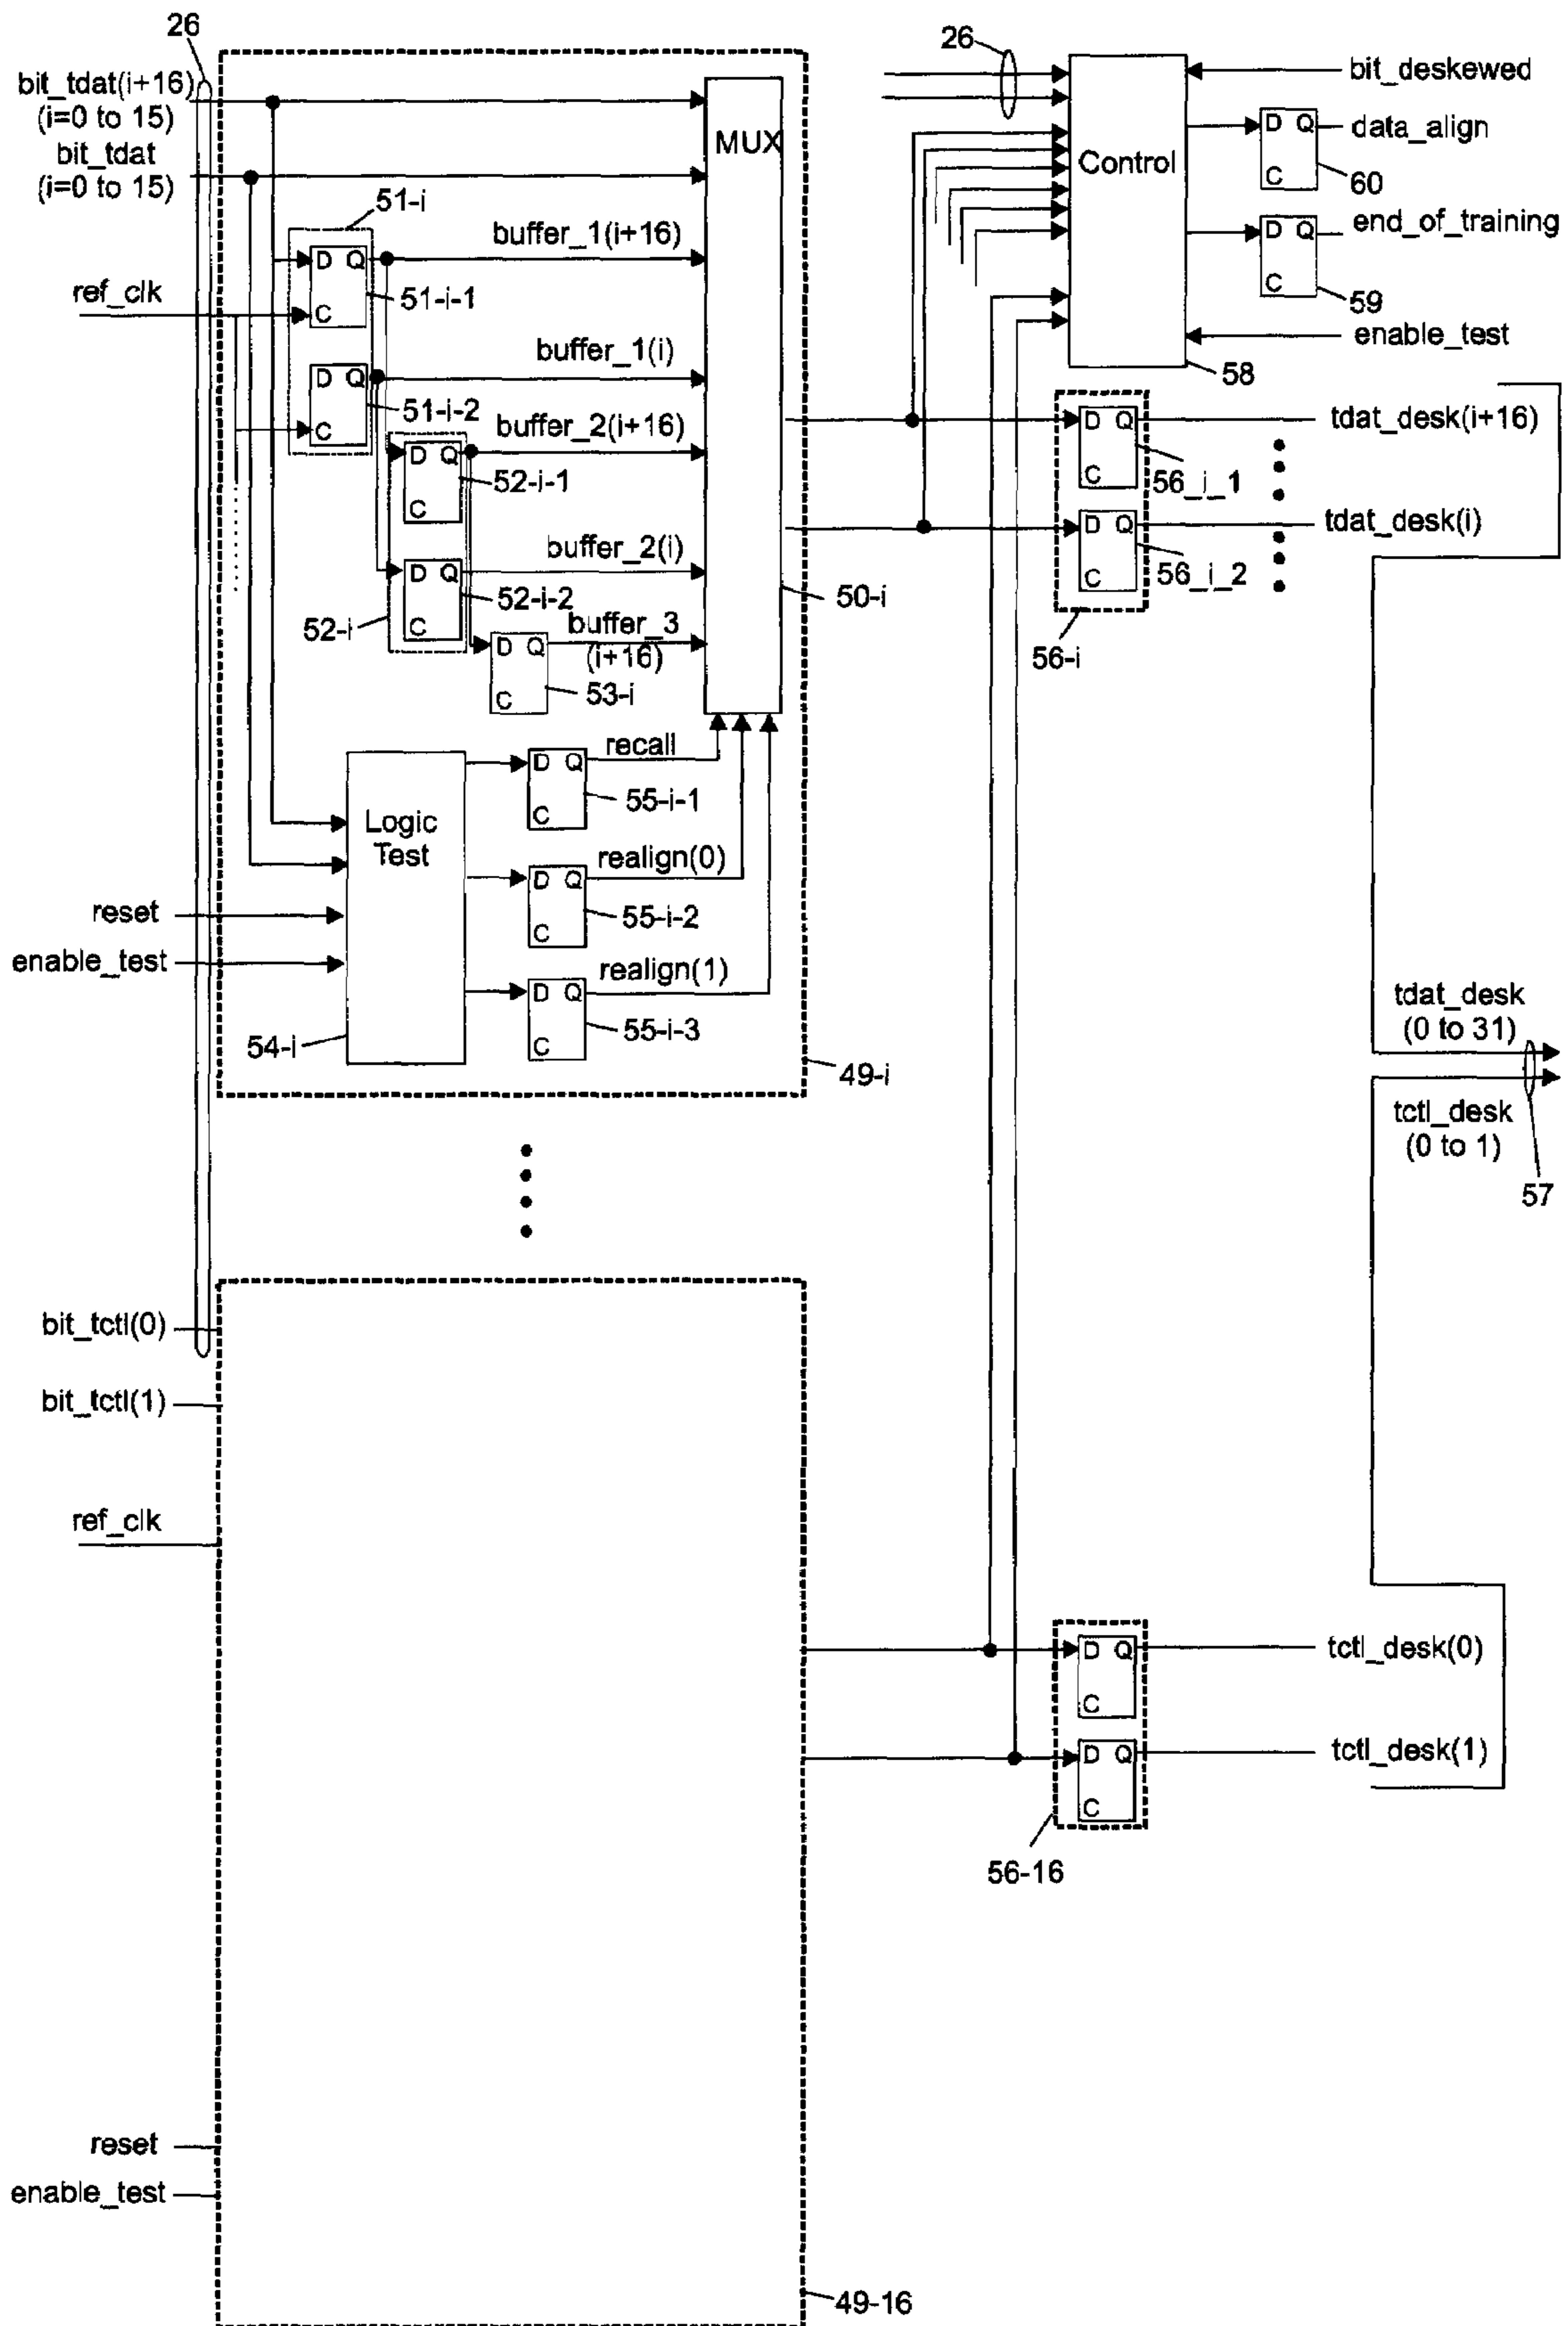 26
bit_tdat(i+16)
(i=0 to 15)
bit_tdat
(i=0 to 15)
MUX
51-i
buffer_1(i+16)
D Q
C
51-i-1
ref_clk
buffer_1(i)
D Q
C
51-i-2
buffer_2(i+16)
D Q
C
52-i-1
buffer_2(i)
D Q
C
52-i-2
52-i
buffer_3
(i+16)
D Q
C
53-i
50-i
recall
D Q
C
55-i-1
Logic
Test
realign(0)
D Q
C
55-i-2
reset
enable_test
realign(1)
D Q
C
55-i-3
54-i
49-i
26
bit_deskewed
Control
D Q
C
data_align
60
D Q
C
end_of_training
59
enable_test
58
D Q
C
tdat_desk(i+16)
56_i_1
D Q
C
tdat_desk(i)
56_i_2
56-i
tdat_desk
(0 to 31)
tctl_desk
(0 to 1)
57
bit_tctl(0)
bit_tctl(1)
ref_clk
D Q
C
tctl_desk(0)
D Q
C
tctl_desk(1)
56-16
reset
enable_test
49-16